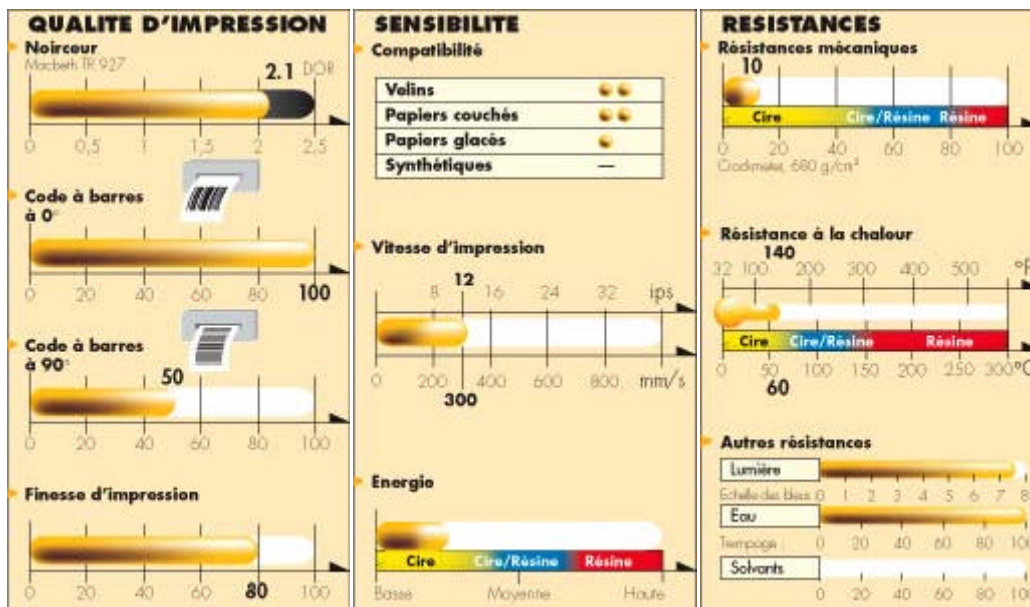 QUALITE D'IMPRESSION
Noirceur
Macbeth TR 927
2.1 DOR
0 0,5 1 1,5 2 2,5
Code à barres
à 0°
0 20 40 60 80 100
Code à barres
à 90°
50
0 20 40 60 80 100
Finesse d'impression
0 20 40 60 80 100
SENSIBILITE
Compatibilité
Velins
Papiers couchés
Papiers glacés
Synthétiques —
Vitesse d'impression
12
8 16 24 32 ips
0 200 400 600 800 mm/s
300
Energie
Cire Cire/Résine Résine
Basse Moyenne Haute
RESISTANCES
Résistances mécaniques
10
Cire Cire/Résine Résine
0 20 40 60 80 100
Crockmeter, 680 g/cm²
Résistance à la chaleur
140
32 100 200 300 400 500 °F
Cire Cire/Résine Résine
0 50 100 150 200 250 300 °C
60
Autres résistances
Lumière
Echelle des bleus 0 1 2 3 4 5 6 7 8
Eau
Trempage 0 20 40 60 80 100
Solvants
0 20 40 60 80 100